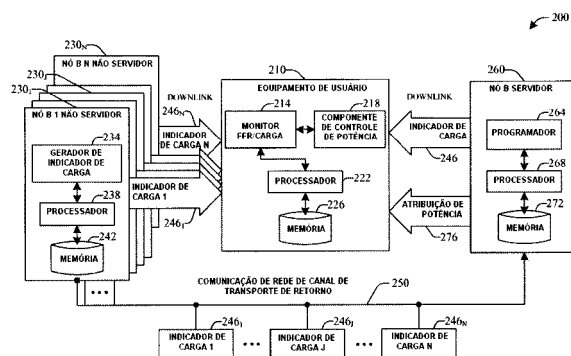 200
230N
NÓ B N NÃO SERVIDOR
230J
2301
NÓ B 1 NÃO SERVIDOR
234
GERADOR DE
INDICADOR DE
CARGA
238
PROCESSADOR
242
MEMÓRIA
DOWNLINK
246N
INDICADOR
DE CARGA N
INDICADOR
DE CARGA 1
2461
210
EQUIPAMENTO DE USUÁRIO
214
MONITOR
FFR/CARGA
218
COMPONENTE
DE CONTROLE
DE POTÊNCIA
222
PROCESSADOR
226
MEMÓRIA
DOWNLINK
INDICADOR DE
CARGA
246
ATRIBUIÇÃO DE
POTÊNCIA
276
260
NÓ B SERVIDOR
264
PROGRAMADOR
268
PROCESSADOR
272
MEMÓRIA
COMUNICAÇÃO DE REDE DE CANAL DE
TRANSPORTE DE RETORNO
250
2461
INDICADOR DE
CARGA 1
246J
INDICADOR DE
CARGA J
246N
INDICADOR DE
CARGA N